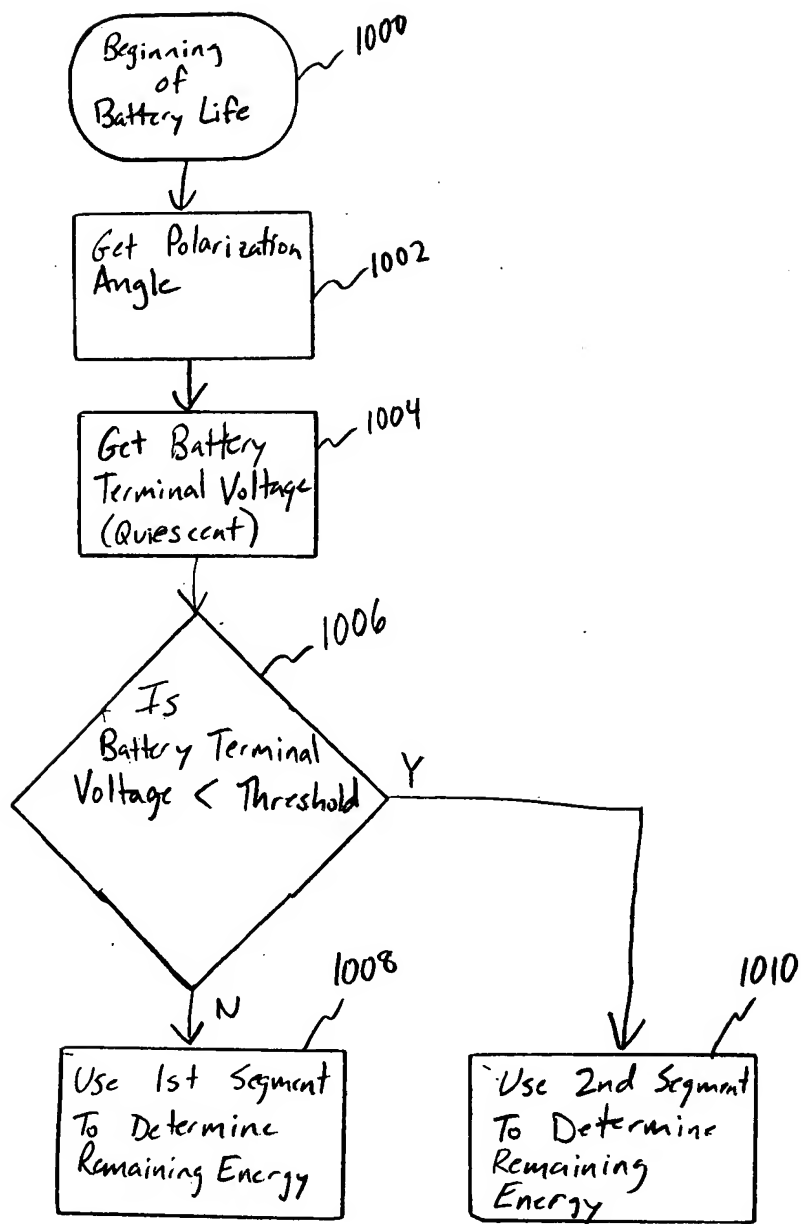 Beginning
of
Battery Life
1000
Get Polarization
Angle
1002
Get Battery
Terminal Voltage
(Quiescent)
1004
Is
Battery Terminal
Voltage < Threshold
1006
Y
N
Use 1st Segment
To Determine
Remaining Energy
1008
Use 2nd Segment
To Determine
Remaining
Energy
1010